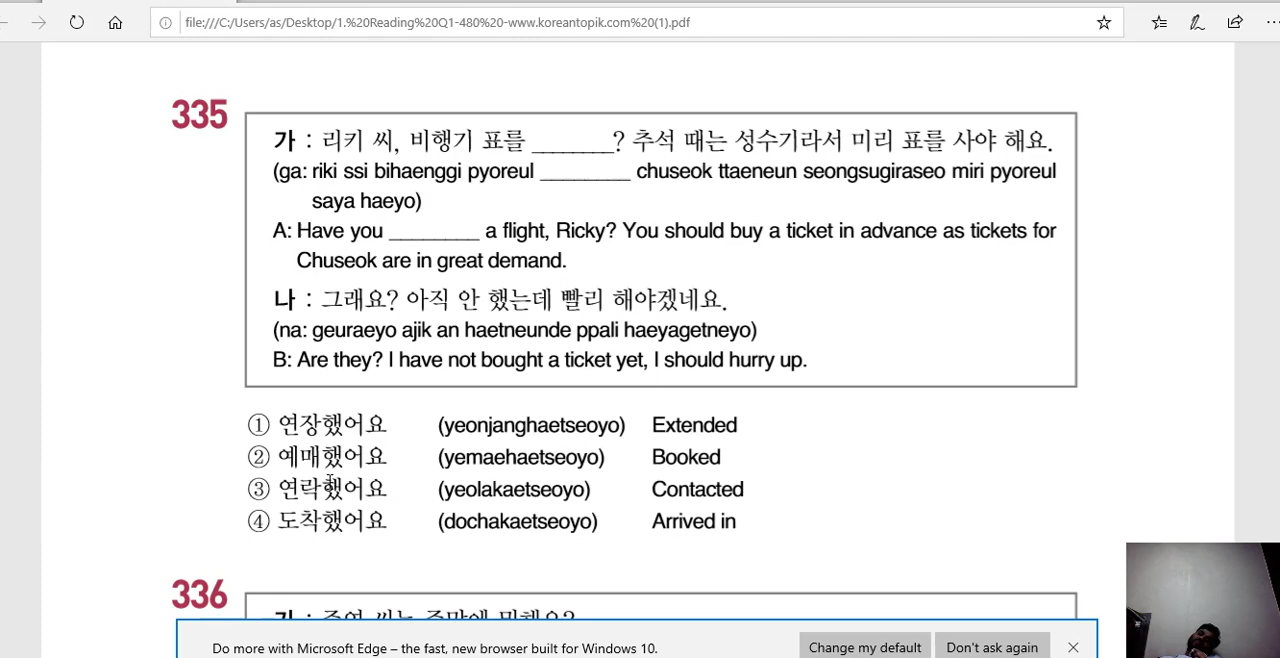 file:///C:/Users/as/Desktop/1.%20Reading%20Q1-480%20-www.koreantopik.com%20(1).pdf
335
가 : 리키 씨, 비행기 표를 ________? 추석 때는 성수기라서 미리 표를 사야 해요.
(ga: riki ssi bihaenggi pyoreul ________ chuseok ttaeneun seongsugiraseo miri pyoreul
saya haeyo)
A: Have you ________ a flight, Ricky? You should buy a ticket in advance as tickets for
Chuseok are in great demand.
나 : 그래요? 아직 안 했는데 빨리 해야겠네요.
(na: geuraeyo ajik an haetneunde ppali haeyagetneyo)
B: Are they? I have not bought a ticket yet, I should hurry up.
① 연장했어요 (yeonjanghaetseoyo) Extended
② 예매했어요 (yemaehaetseoyo) Booked
③ 연락했어요 (yeolakaetseoyo) Contacted
④ 도착했어요 (dochakaetseoyo) Arrived in
336
Do more with Microsoft Edge – the fast, new browser built for Windows 10. Change my default Don't ask again